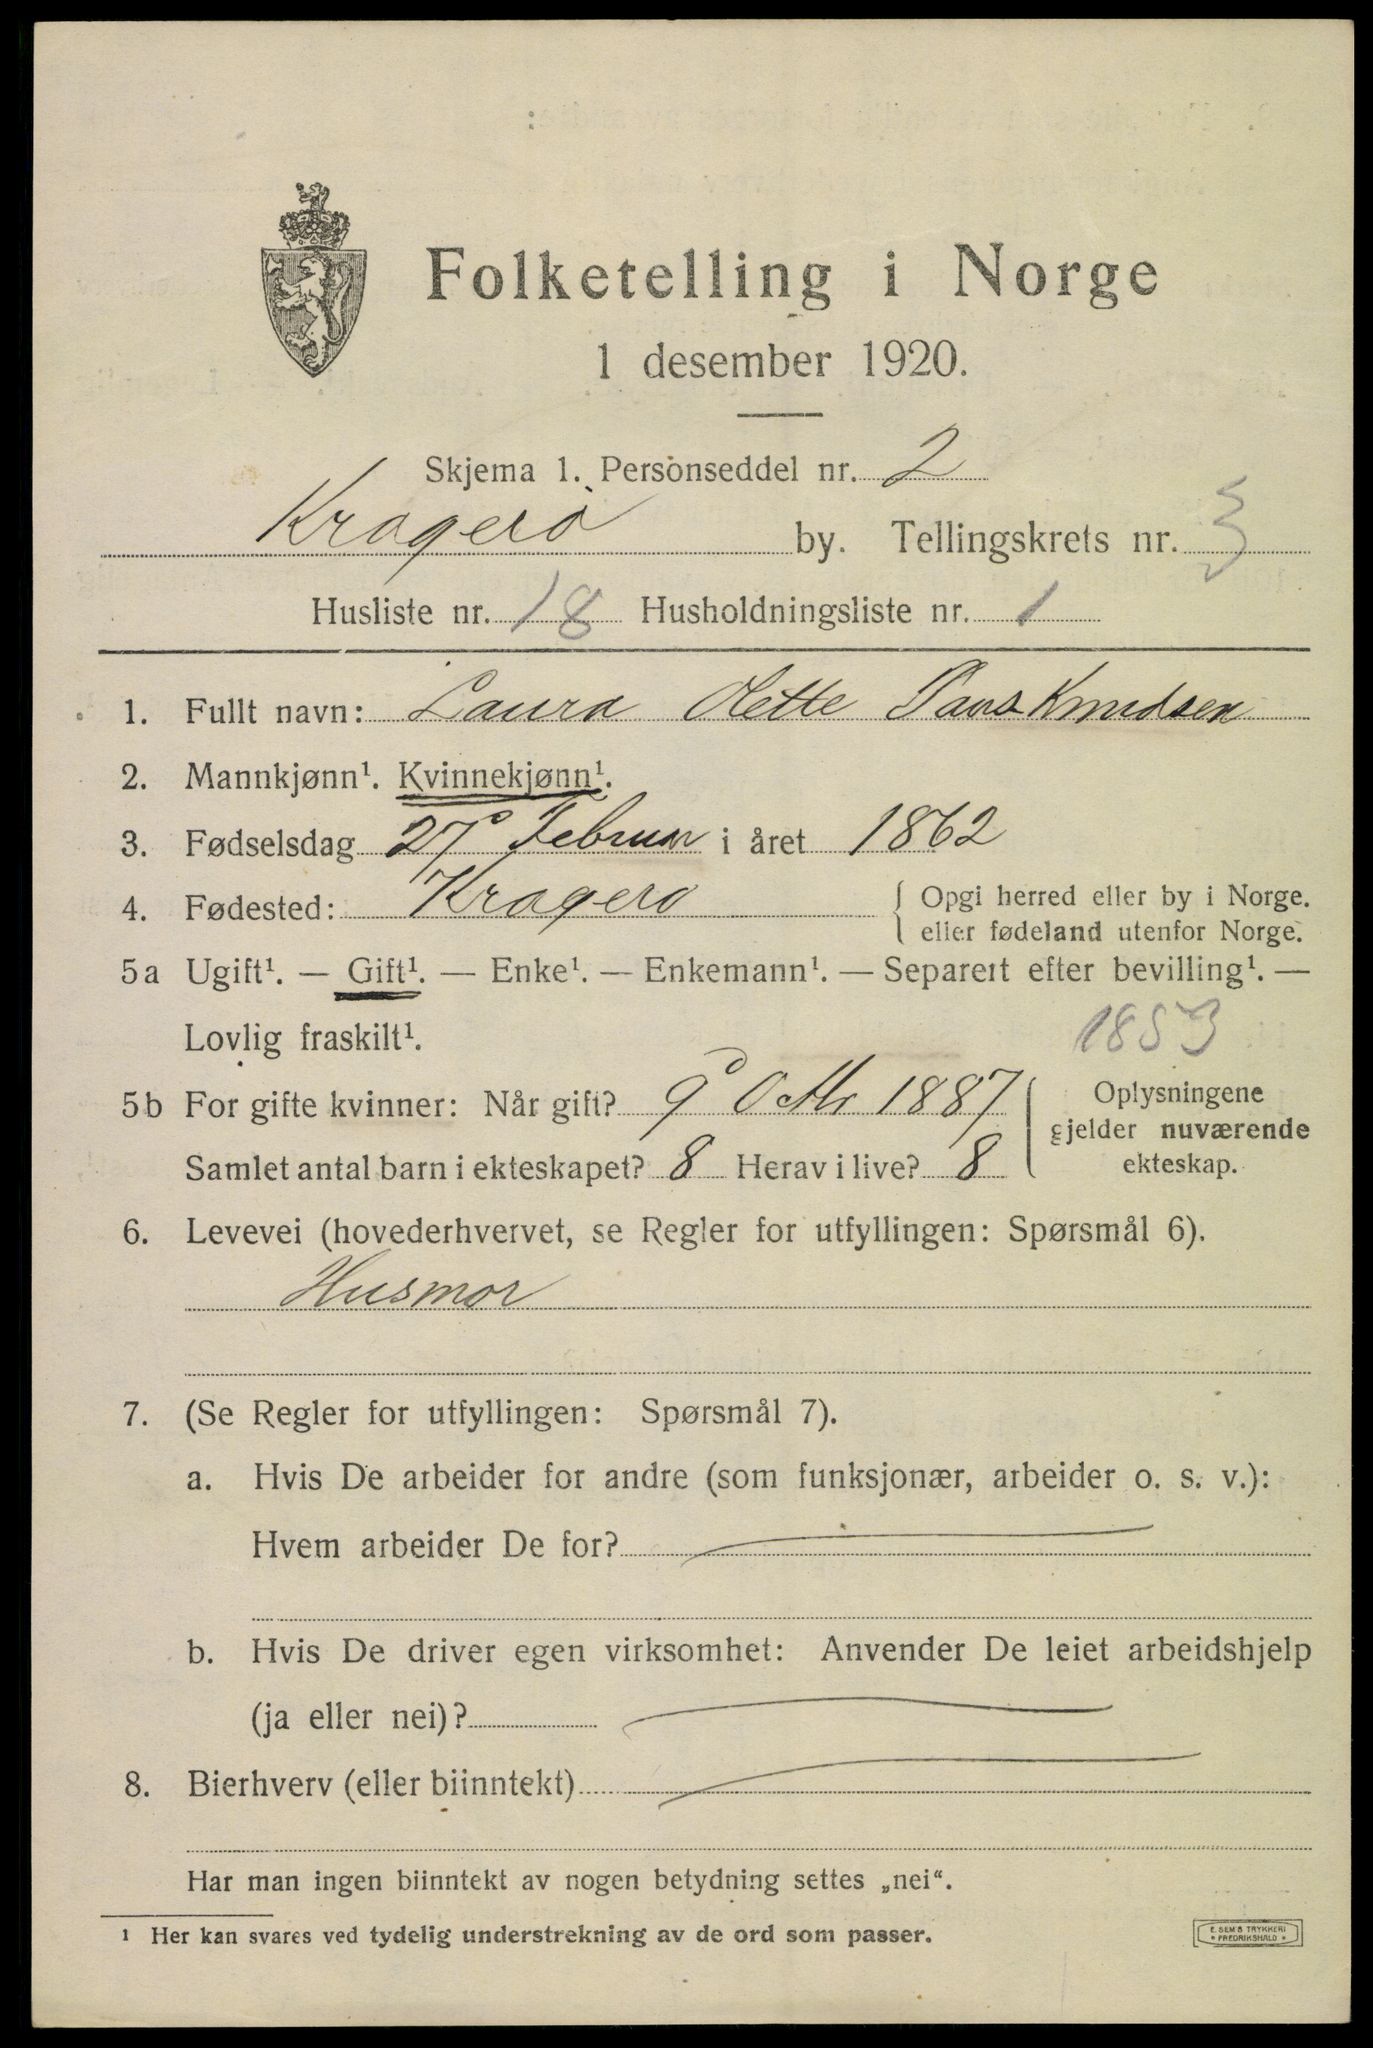 Folketelling i Norge
1 desember 1920.
Skjema 1. Personseddel nr. 2
Kragerö by. Tellingskrets nr. 3
Husliste nr. 18 Husholdningsliste nr. 1
1. Fullt navn: Laura Olette Paus Knudsen
2. Mannkjønn¹. Kvinnekjønn¹.
3. Fødselsdag 27° Februar i året 1862
4. Fødested: Kragerö { Opgi herred eller by i Norge.
eller fødeland utenfor Norge.
5a Ugift¹. — Gift¹. — Enke¹. — Enkemann¹. — Separert efter bevilling¹. —
Lovlig fraskilt¹. 1853
5b For gifte kvinner: Når gift? 9° Oktbr 1887
Samlet antal barn i ekteskapet? 8 Herav i live? 8
Oplysningene
gjelder nuværende
ekteskap.
6. Levevei (hovederhvervet, se Regler for utfyllingen: Spørsmål 6).
Husmor
7. (Se Regler for utfyllingen: Spørsmål 7).
a. Hvis De arbeider for andre (som funksjonær, arbeider o. s. v.):
Hvem arbeider De for?
b. Hvis De driver egen virksomhet: Anvender De leiet arbeidshjelp
(ja eller nei)?
8. Bierhverv (eller biinntekt)
Har man ingen biinntekt av nogen betydning settes „nei“.
¹ Her kan svares ved tydelig understrekning av de ord som passer.
E. SEM'S TRYKKERI
* FREDRIKSHALD *